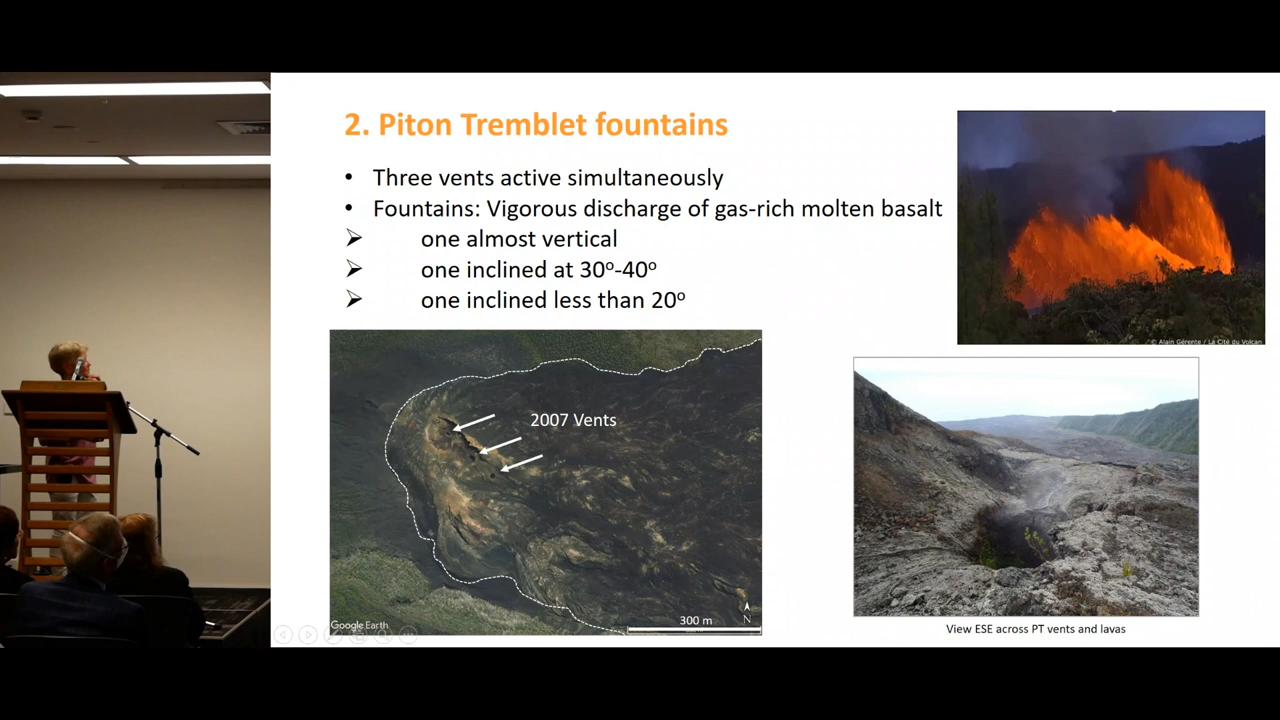 2. Piton Tremblet fountains
• Three vents active simultaneously
• Fountains: Vigorous discharge of gas-rich molten basalt
➢ one almost vertical
➢ one inclined at 30º-40º
➢ one inclined less than 20º
© Alain Gérente / La Cité du Volcan
2007 Vents
Google Earth
300 m
N
View ESE across PT vents and lavas